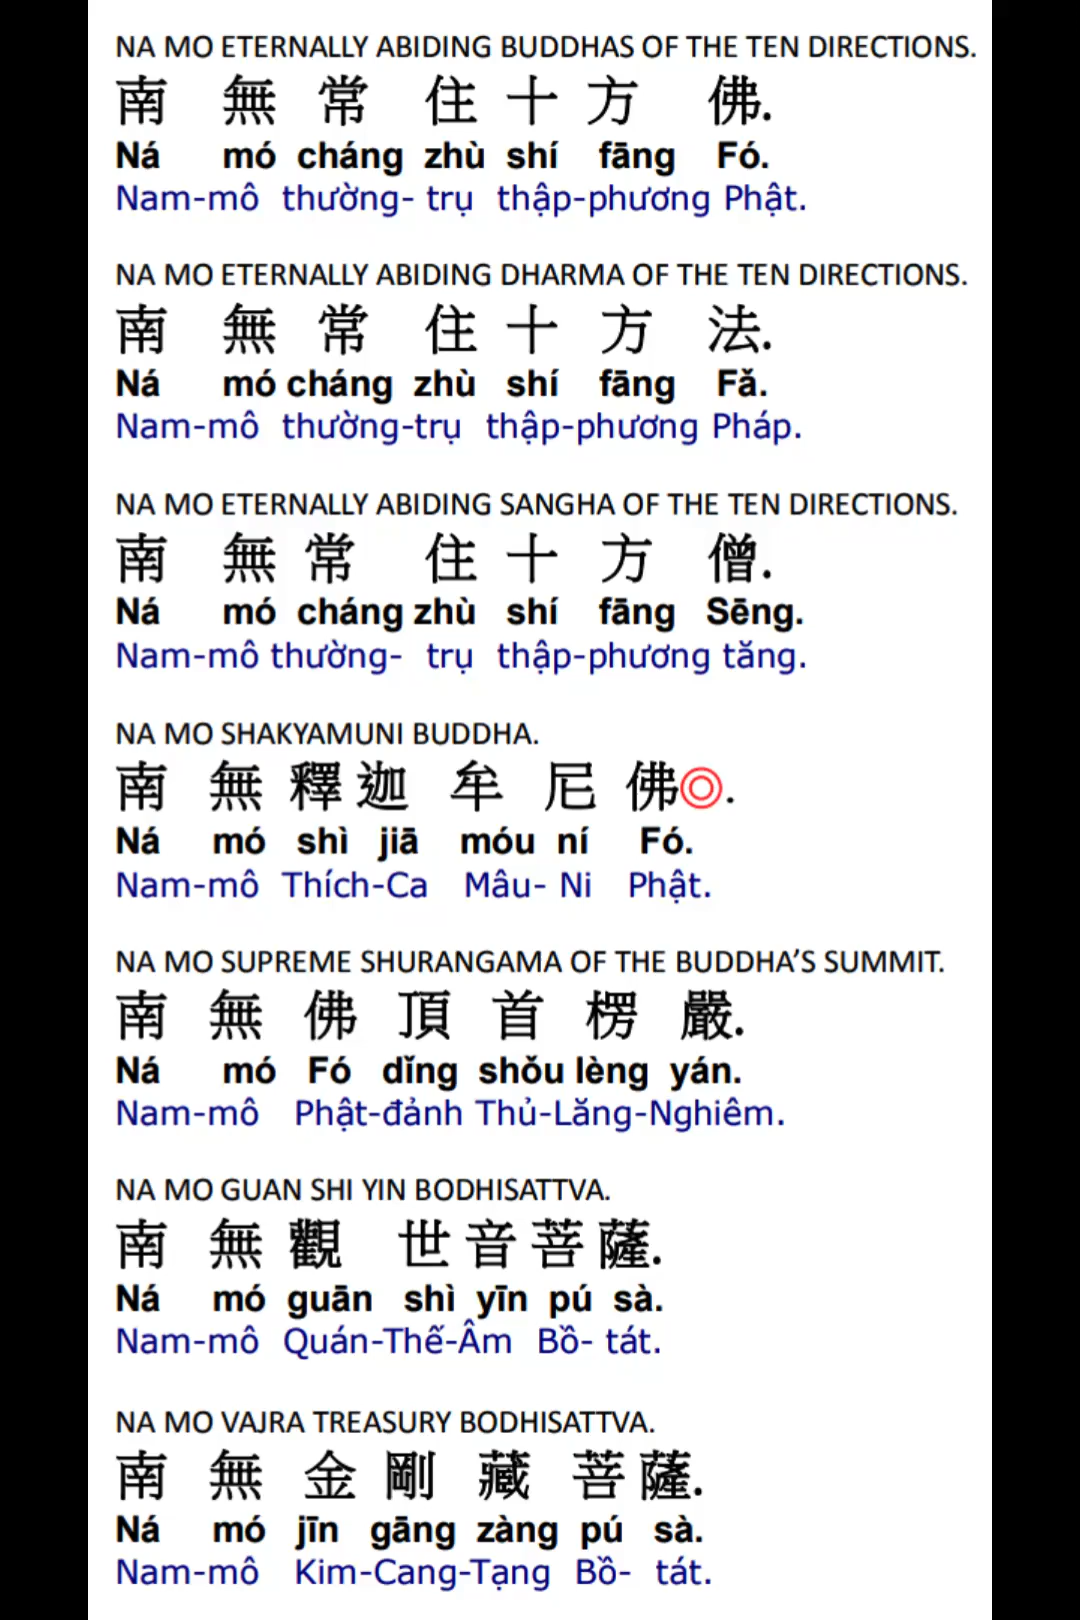 NA MO ETERNALLY ABIDING BUDDHAS OF THE TEN DIRECTIONS.
南 無 常 住 十 方 佛.
Ná mó cháng zhù shí fāng Fó.
Nam-mô thường- trụ thập-phương Phật.
NA MO ETERNALLY ABIDING DHARMA OF THE TEN DIRECTIONS.
南 無 常 住 十 方 法.
Ná mó cháng zhù shí fāng Fǎ.
Nam-mô thường-trụ thập-phương Pháp.
NA MO ETERNALLY ABIDING SANGHA OF THE TEN DIRECTIONS.
南 無 常 住 十 方 僧.
Ná mó cháng zhù shí fāng Sēng.
Nam-mô thường- trụ thập-phương tăng.
NA MO SHAKYAMUNI BUDDHA.
南 無 釋 迦 牟 尼 佛◎.
Ná mó shì jiā móu ní Fó.
Nam-mô Thích-Ca Mâu- Ni Phật.
NA MO SUPREME SHURANGAMA OF THE BUDDHA’S SUMMIT.
南 無 佛 頂 首 楞 嚴.
Ná mó Fó dǐng shǒu lèng yán.
Nam-mô Phật-đảnh Thủ-Lăng-Nghiêm.
NA MO GUAN SHI YIN BODHISATTVA.
南 無 觀 世 音 菩 薩.
Ná mó guān shì yīn pú sà.
Nam-mô Quán-Thế-Âm Bồ- tát.
NA MO VAJRA TREASURY BODHISATTVA.
南 無 金 剛 藏 菩 薩.
Ná mó jīn gāng zàng pú sà.
Nam-mô Kim-Cang-Tạng Bồ- tát.